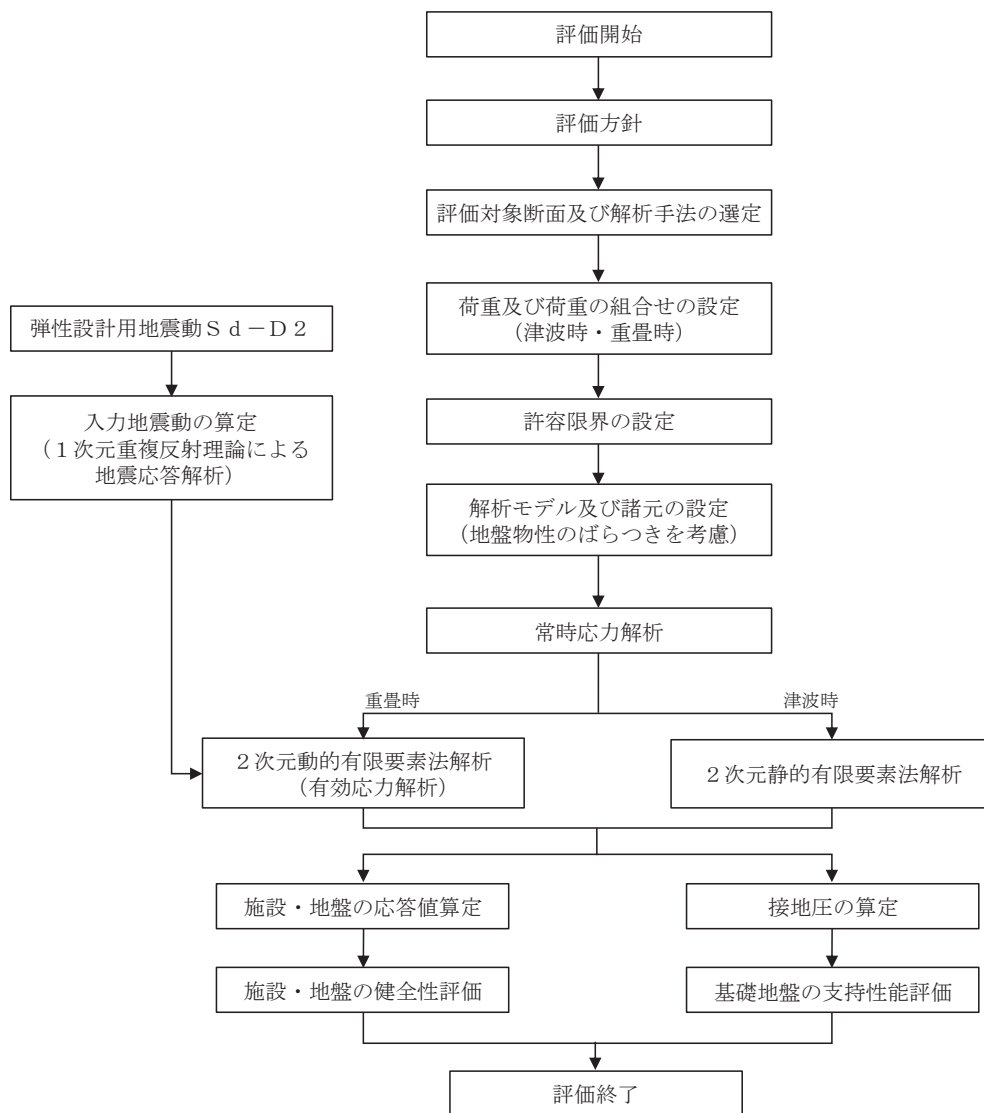 評価開始
評価方針
評価対象断面及び解析手法の選定
荷重及び荷重の組合せの設定
（津波時・重畳時）
弾性設計用地震動Ｓｄ－Ｄ２
入力地震動の算定
（１次元重複反射理論による
地震応答解析）
許容限界の設定
解析モデル及び諸元の設定
（地盤物性のばらつきを考慮）
常時応力解析
重畳時
津波時
２次元動的有限要素法解析
（有効応力解析）
２次元静的有限要素法解析
施設・地盤の応答値算定
接地圧の算定
施設・地盤の健全性評価
基礎地盤の支持性能評価
評価終了